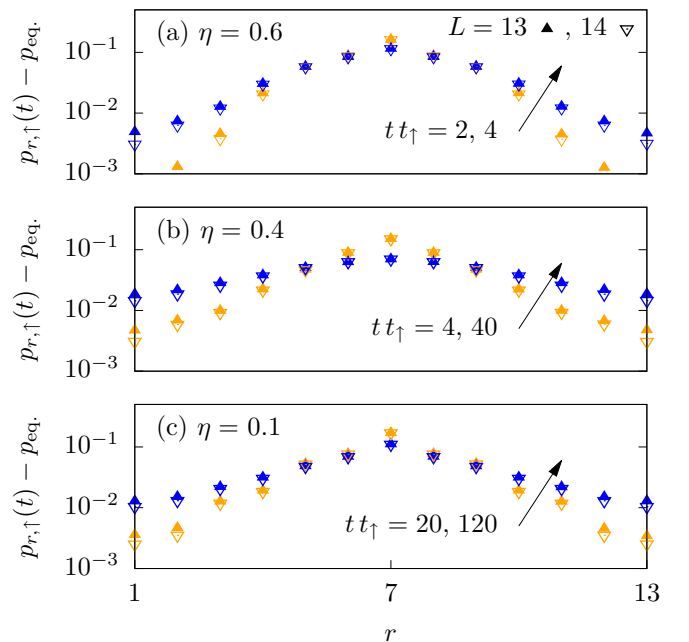 (a) η = 0.6
L = 13 ▲ , 14 ▽
10⁻¹
10⁻²
10⁻³
p_{r,↑}(t) − p_{eq.}
t t_↑ = 2, 4
(b) η = 0.4
10⁻¹
10⁻²
10⁻³
p_{r,↑}(t) − p_{eq.}
t t_↑ = 4, 40
(c) η = 0.1
10⁻¹
10⁻²
10⁻³
p_{r,↑}(t) − p_{eq.}
t t_↑ = 20, 120
1 7 13
r